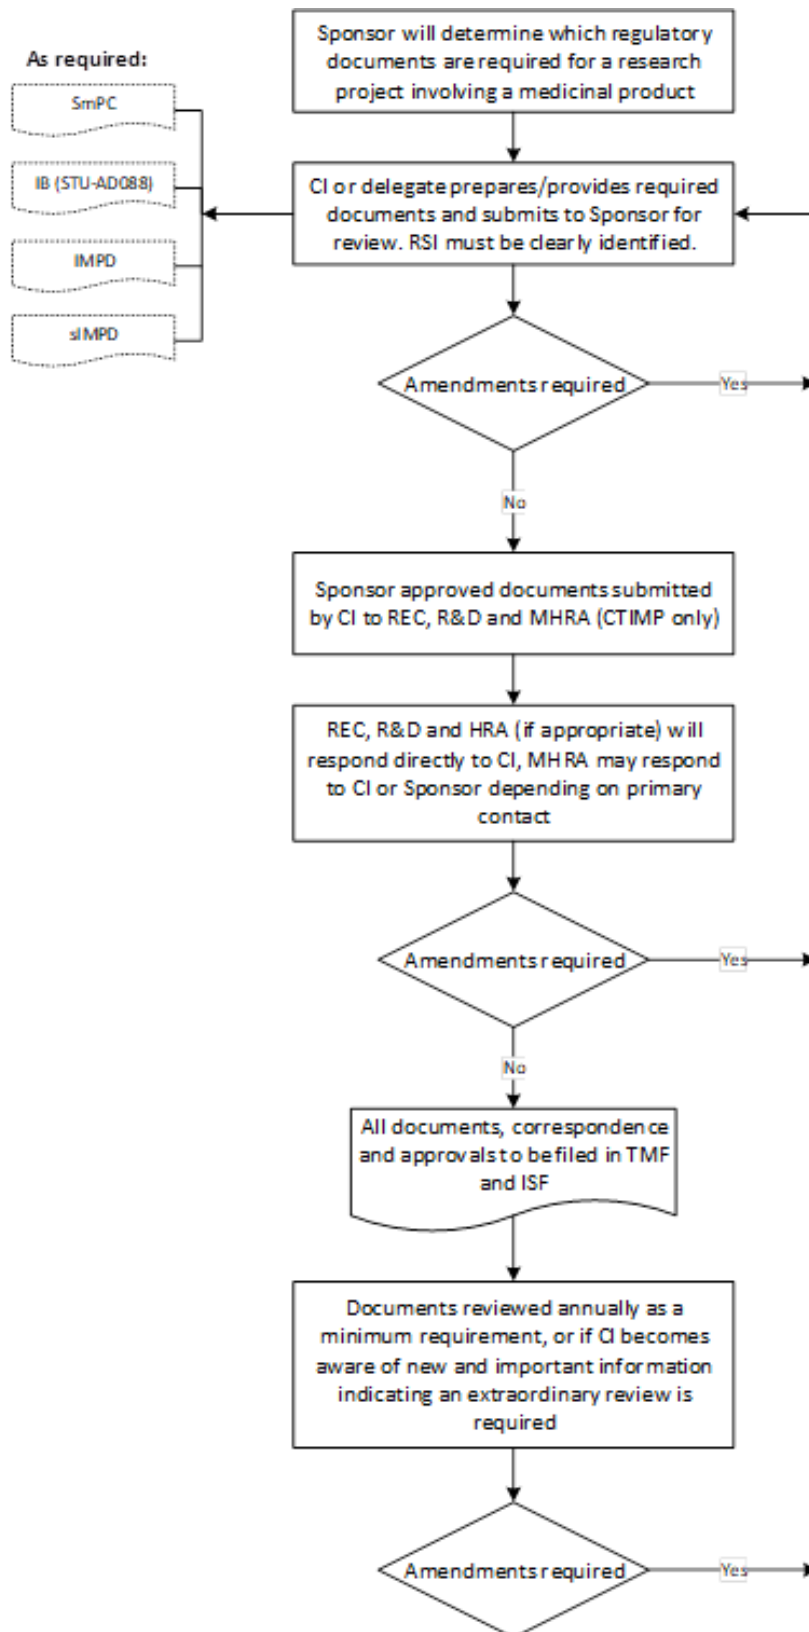 Sponsor will determine which regulatory
documents are required for a research
project involving a medicinal product
As required:
SmPC
IB (STU-AD088)
IMPD
sIMPD
CI or delegate prepares/provides required
documents and submits to Sponsor for
review. RSI must be clearly identified.
Amendments required
Yes
No
Sponsor approved documents submitted
by CI to REC, R&D and MHRA (CTIMP only)
REC, R&D and HRA (if appropriate) will
respond directly to CI, MHRA may respond
to CI or Sponsor depending on primary
contact
Amendments required
Yes
No
All documents, correspondence
and approvals to be filed in TMF
and ISF
Documents reviewed annually as a
minimum requirement, or if CI becomes
aware of new and important information
indicating an extraordinary review is
required
Amendments required
Yes